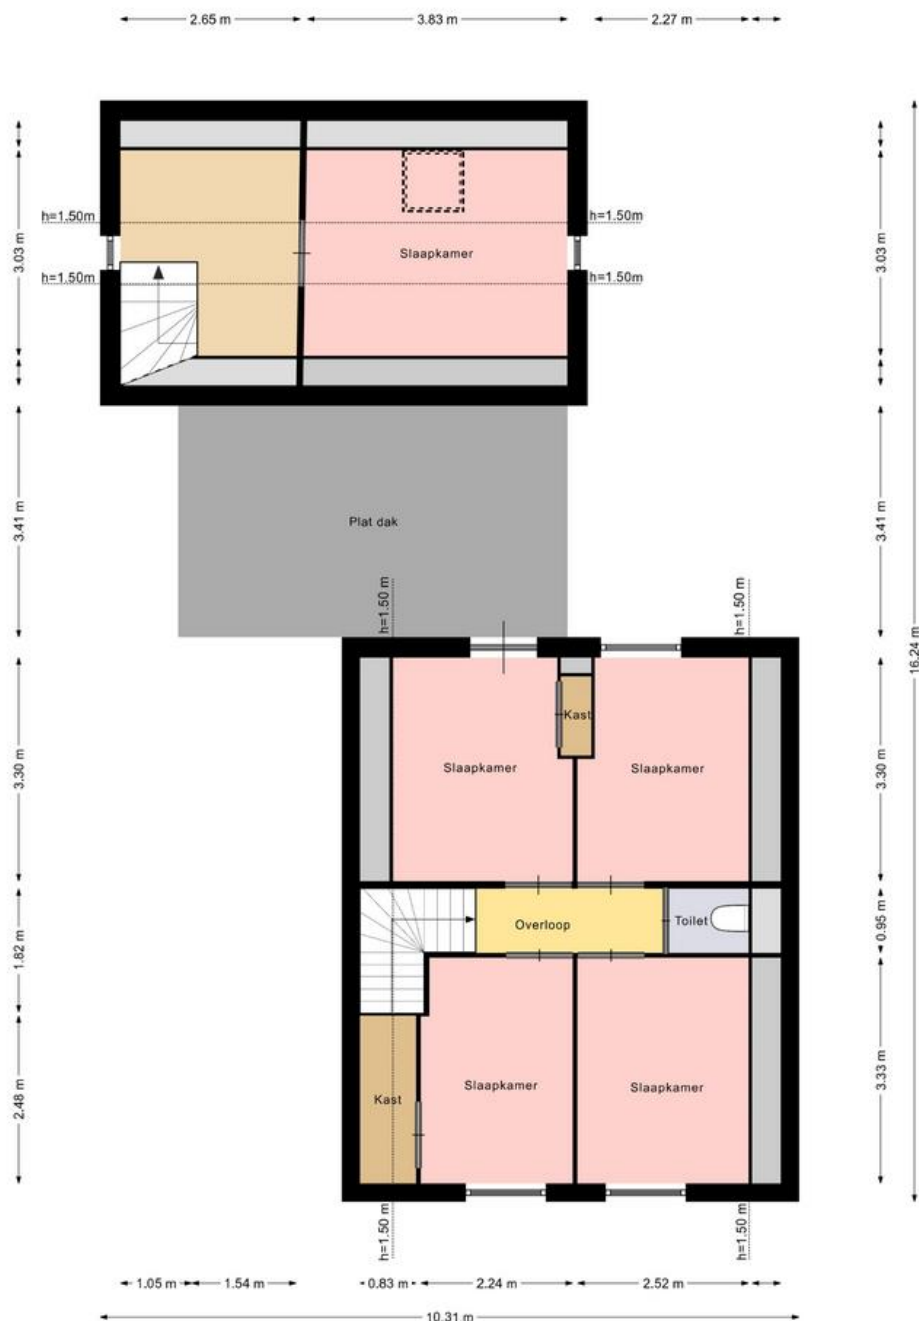 2.65 m
3.83 m
2.27 m
h=1.50m
h=1.50m
3.03 m
Slaapkamer
3.03 m
h=1.50m
h=1.50m
3.41 m
Plat dak
3.41 m
h=1.50 m
h=1.50 m
16.24 m
Kast
3.30 m
Slaapkamer
Slaapkamer
3.30 m
1.82 m
Overloop
Toilet
0.95 m
2.48 m
Kast
Slaapkamer
Slaapkamer
3.33 m
h=1.50 m
h=1.50 m
1.05 m
1.54 m
0.83 m
2.24 m
2.52 m
10.31 m